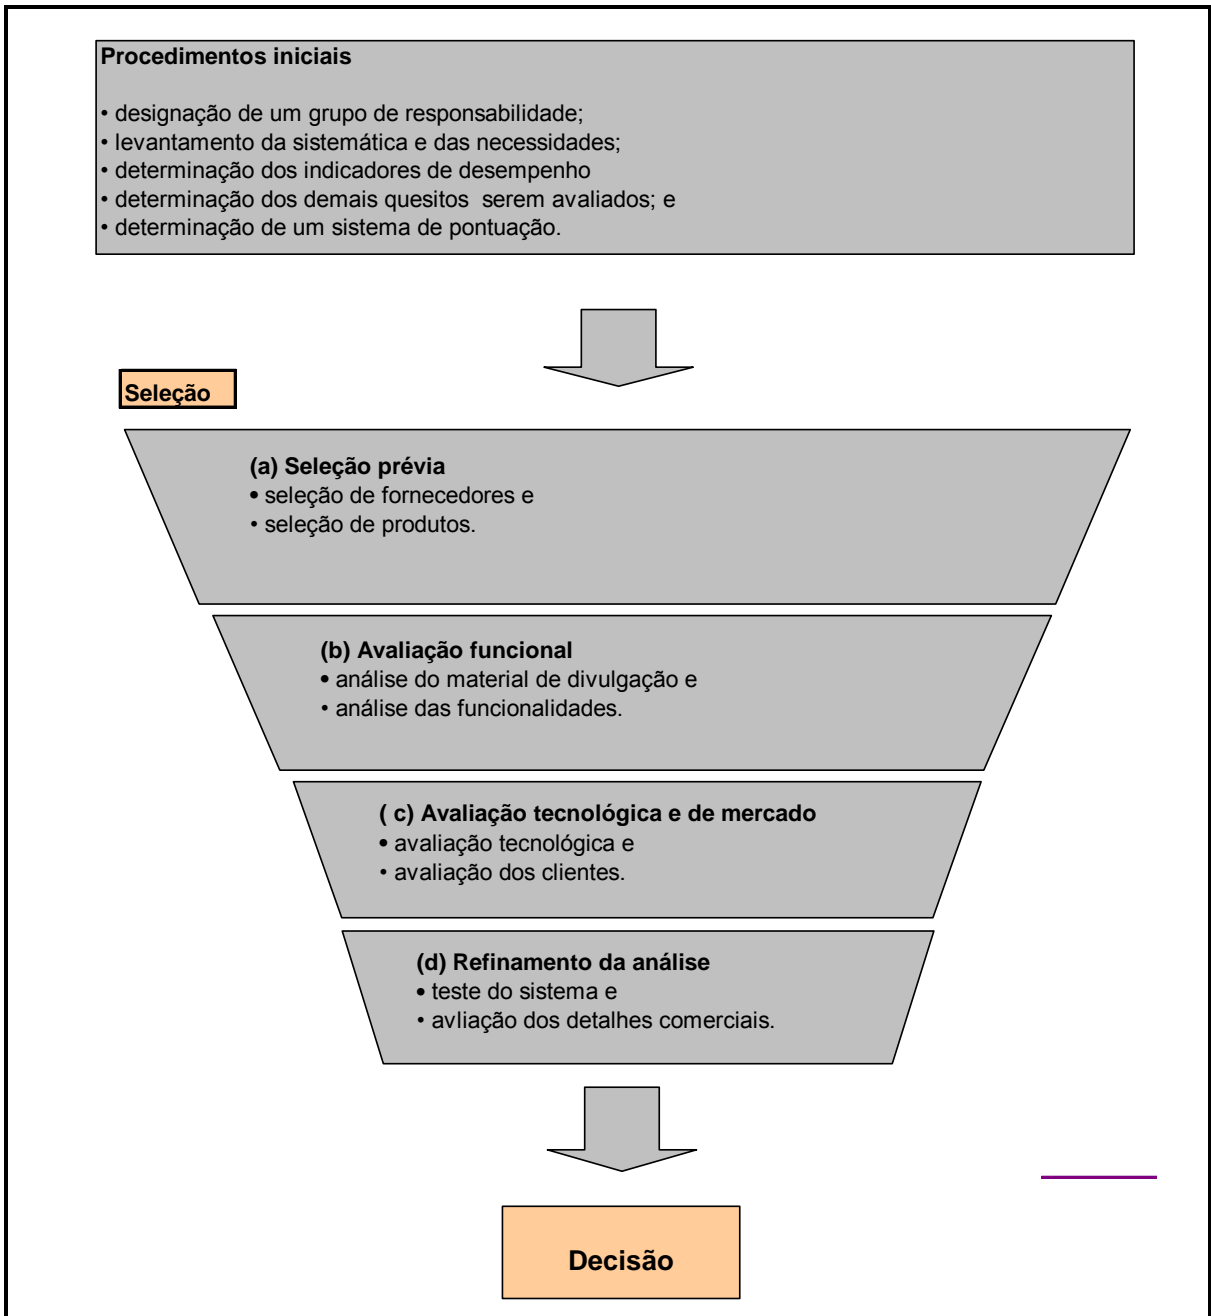 Procedimentos iniciais
• designação de um grupo de responsabilidade;
• levantamento da sistemática e das necessidades;
• determinação dos indicadores de desempenho
• determinação dos demais quesitos  serem avaliados; e
• determinação de um sistema de pontuação.
Seleção
(a) Seleção prévia
• seleção de fornecedores e
• seleção de produtos.
(b) Avaliação funcional
• análise do material de divulgação e
• análise das funcionalidades.
( c) Avaliação tecnológica e de mercado
• avaliação tecnológica e
• avaliação dos clientes.
(d) Refinamento da análise
• teste do sistema e
• avliação dos detalhes comerciais.
Decisão